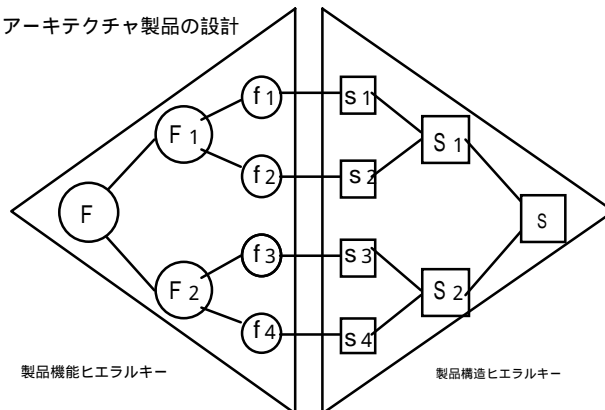 アーキテクチャ製品の設計
f1
s1
F1
S1
f2
s2
F
S
f3
s3
F2
S2
f4
s4
製品機能ヒエラルキー
製品構造ヒエラルキー